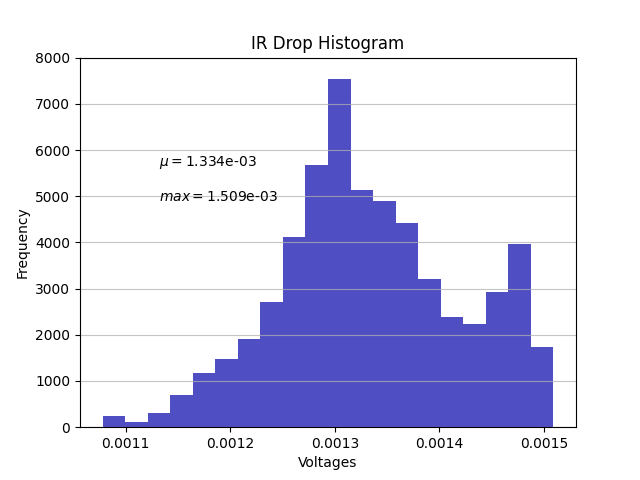 IR Drop Histogram
8000
7000
6000
5000
4000
3000
2000
1000
0
μ = 1.334e-03
max = 1.509e-03
Frequency
0.0011 0.0012 0.0013 0.0014 0.0015
Voltages